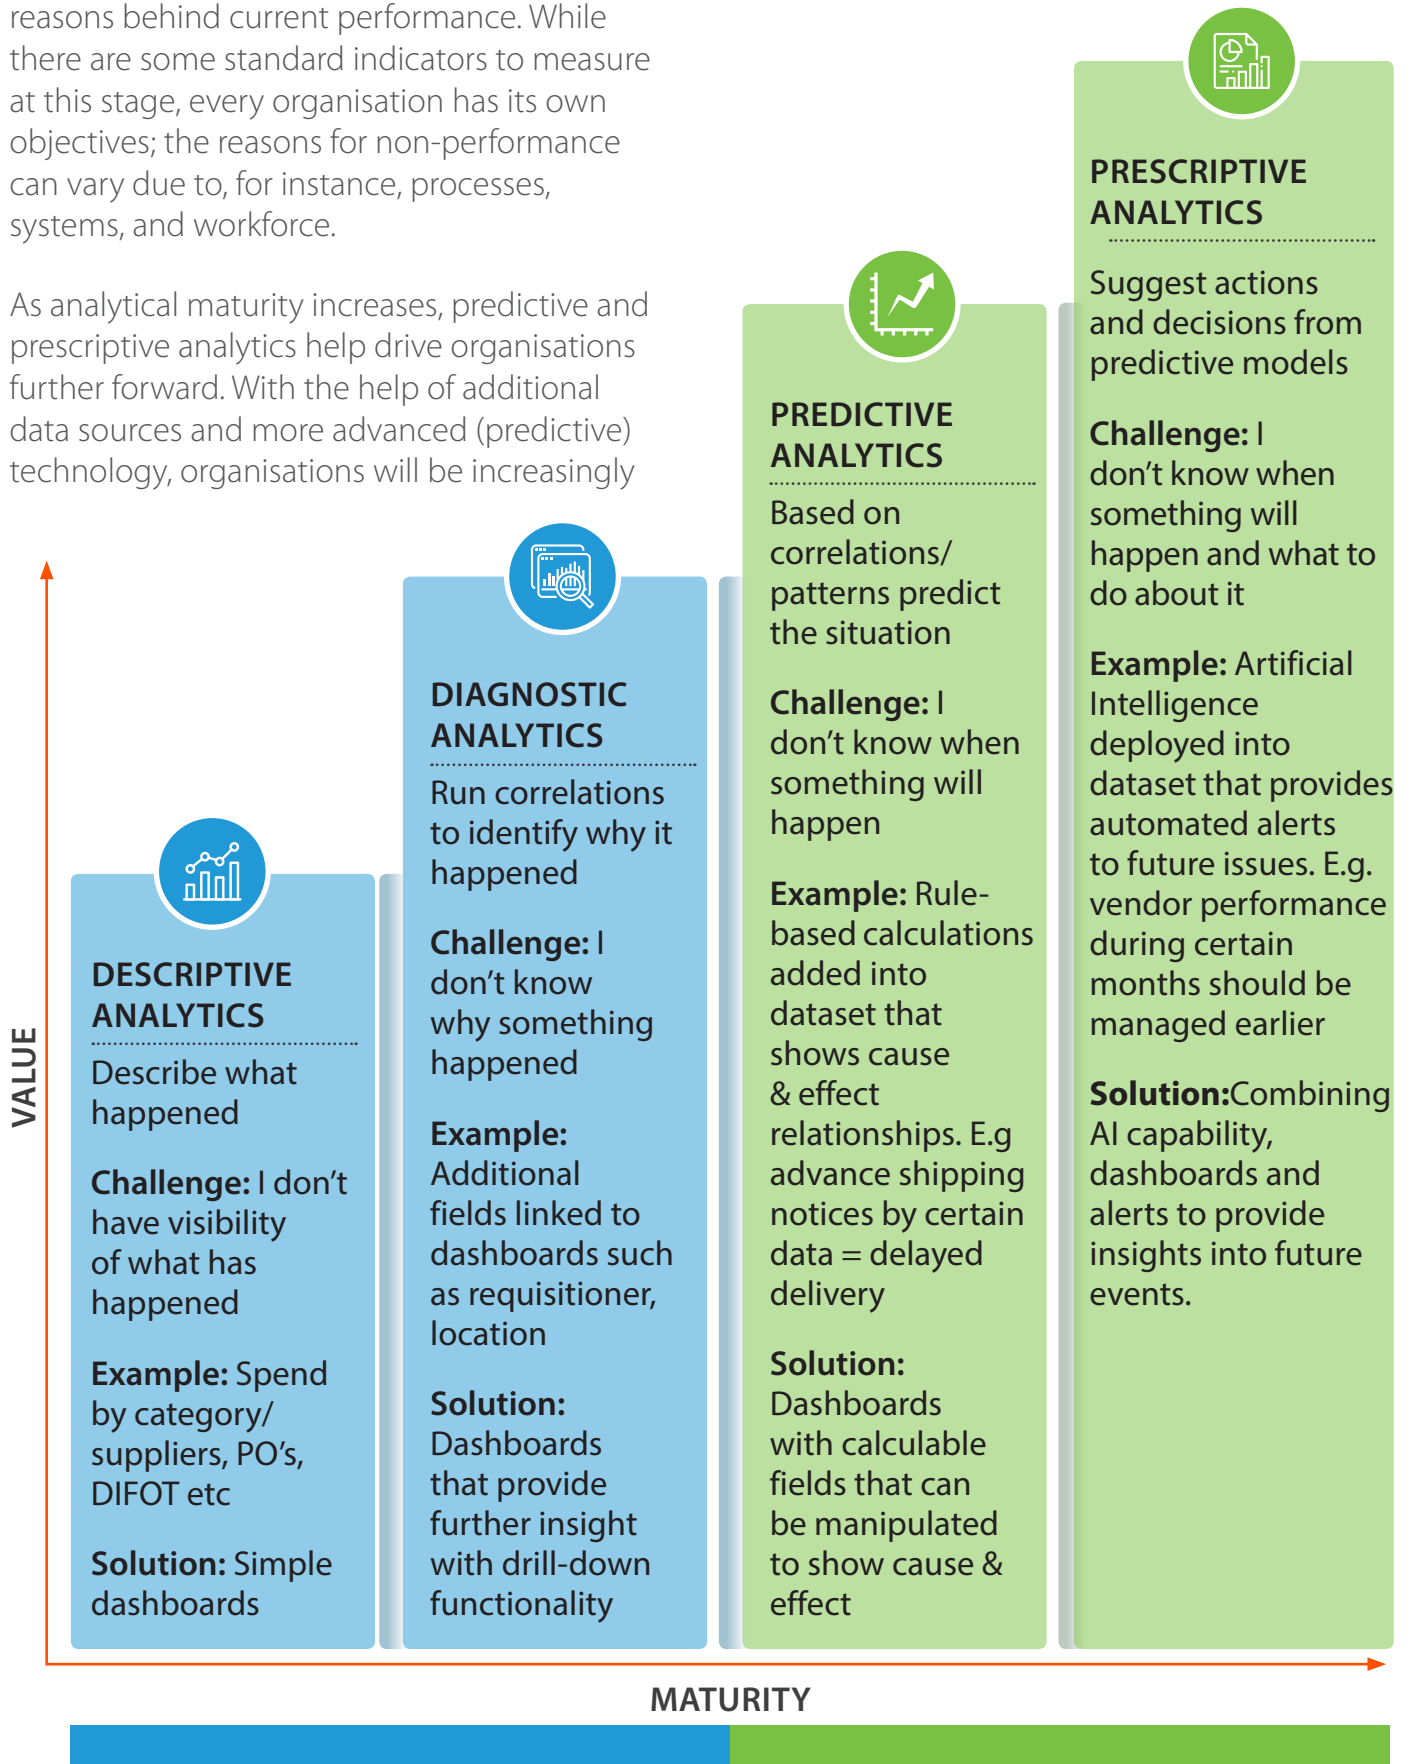 reasons behind current performance. While
there are some standard indicators to measure
at this stage, every organisation has its own
objectives; the reasons for non-performance
can vary due to, for instance, processes,
systems, and workforce.
As analytical maturity increases, predictive and
prescriptive analytics help drive organisations
further forward. With the help of additional
data sources and more advanced (predictive)
technology, organisations will be increasingly
VALUE
DESCRIPTIVE
ANALYTICS
Describe what
happened
Challenge: I don’t
have visibility
of what has
happened
Example: Spend
by category/
suppliers, PO’s,
DIFOT etc
Solution: Simple
dashboards
DIAGNOSTIC
ANALYTICS
Run correlations
to identify why it
happened
Challenge: I
don’t know
why something
happened
Example:
Additional
fields linked to
dashboards such
as requisitioner,
location
Solution:
Dashboards
that provide
further insight
with drill-down
functionality
PREDICTIVE
ANALYTICS
Based on
correlations/
patterns predict
the situation
Challenge: I
don’t know when
something will
happen
Example: Rule-
based calculations
added into
dataset that
shows cause
& effect
relationships. E.g
advance shipping
notices by certain
data = delayed
delivery
Solution:
Dashboards
with calculable
fields that can
be manipulated
to show cause &
effect
PRESCRIPTIVE
ANALYTICS
Suggest actions
and decisions from
predictive models
Challenge: I
don’t know when
something will
happen and what to
do about it
Example: Artificial
Intelligence
deployed into
dataset that provides
automated alerts
to future issues. E.g.
vendor performance
during certain
months should be
managed earlier
Solution:Combining
AI capability,
dashboards and
alerts to provide
insights into future
events.
MATURITY